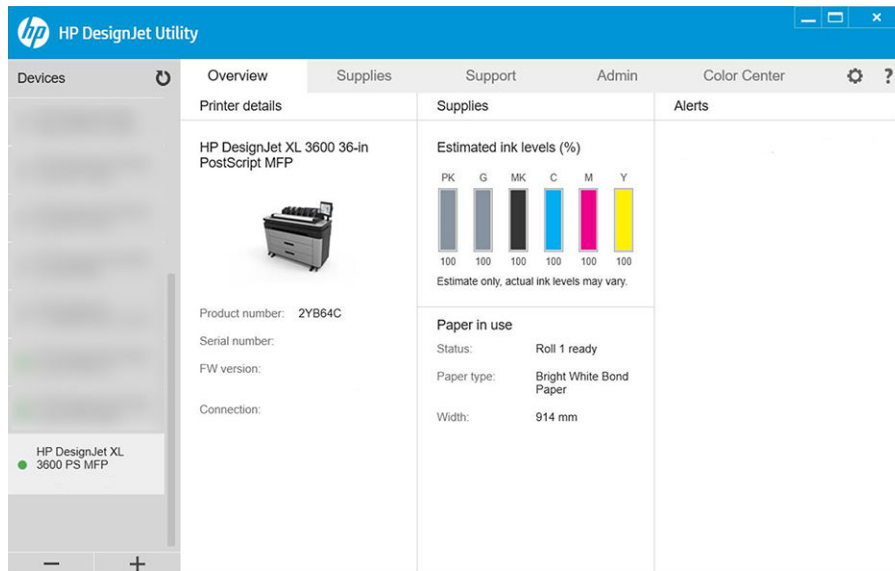 hp HP DesignJet Utility
Devices
Overview Supplies Support Admin Color Center ?
Printer details Supplies Alerts
HP DesignJet XL 3600 36-in
PostScript MFP
Estimated ink levels (%)
PK G MK C M Y
100 100 100 100 100 100
Estimate only, actual ink levels may vary.
Product number: 2YB64C
Serial number:
FW version:
Connection:
Paper in use
Status: Roll 1 ready
Paper type: Bright White Bond
Paper
Width: 914 mm
HP DesignJet XL
3600 PS MFP